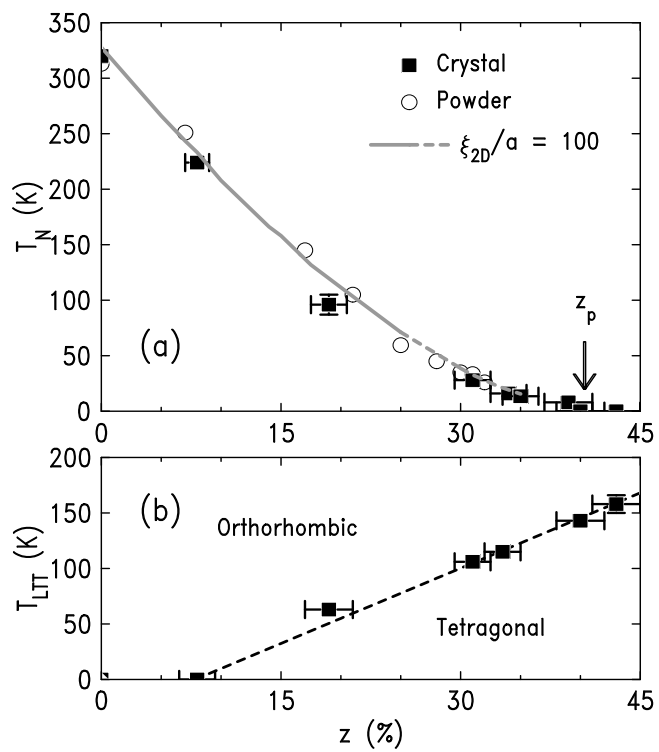 350
300
250
200
150
100
50
0
T_N (K)
Crystal
Powder
ξ_2D/a = 100
z_p
(a)
0 15 30 45
200
150
100
50
0
T_LTT (K)
(b)
Orthorhombic
Tetragonal
0 15 30 45
z (%)